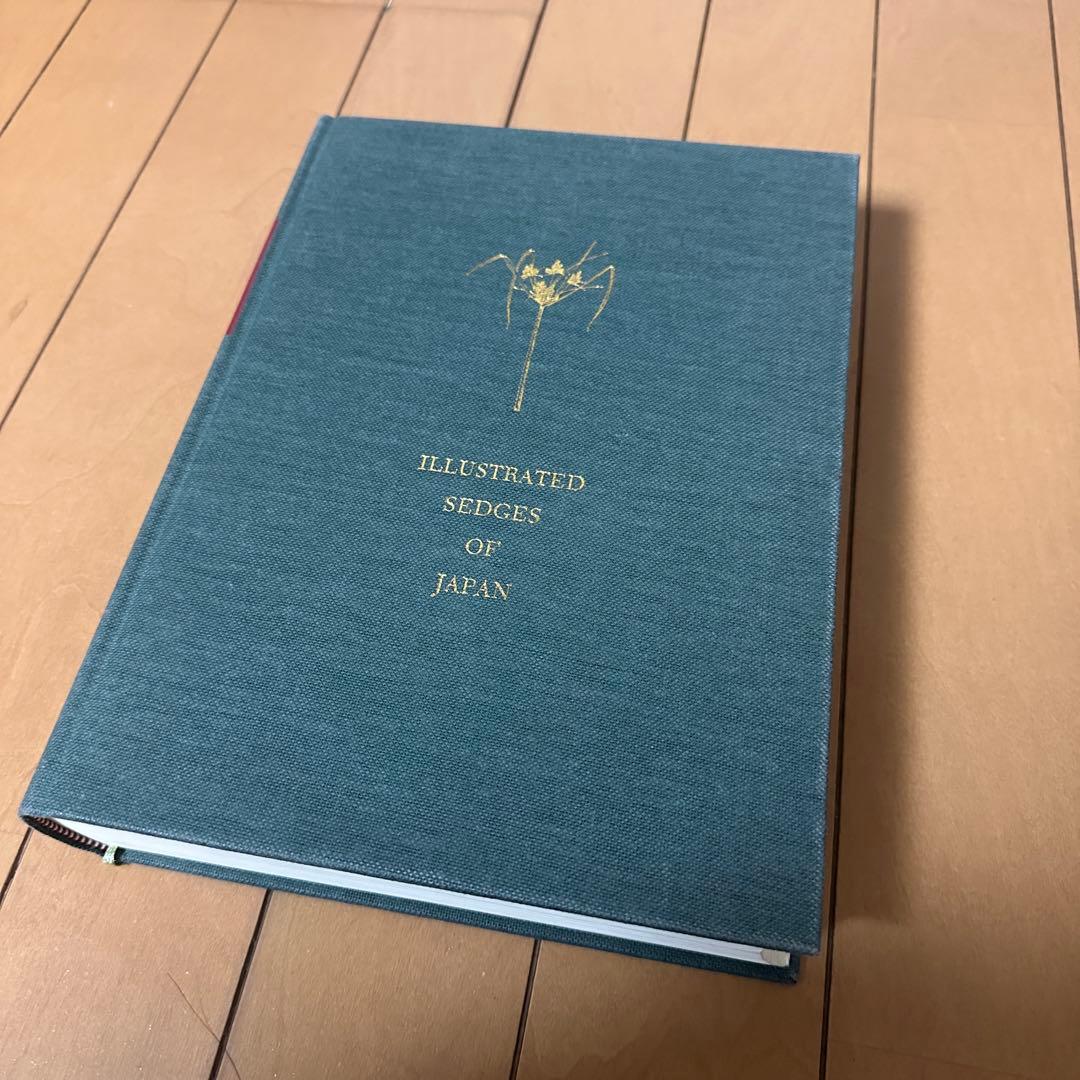 ILLUSTRATED
SEDGES
OF
JAPAN